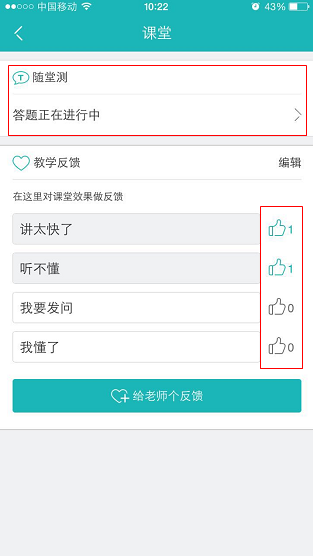 中国移动 10:22 43%
课堂
随堂测
答题正在进行中
教学反馈 编辑
在这里对课堂效果做反馈
讲太快了 1
听不懂 1
我要发问 0
我懂了 0
给老师个反馈